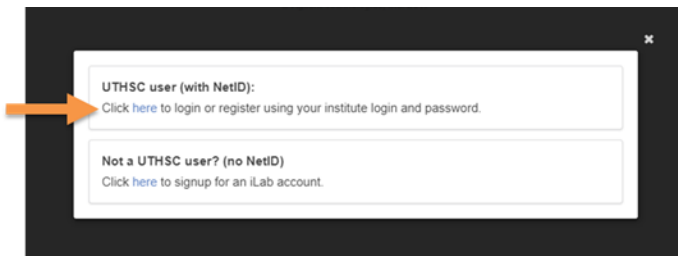 UTHSC user (with NetID):
Click here to login or register using your institute login and password.
Not a UTHSC user? (no NetID)
Click here to signup for an iLab account.